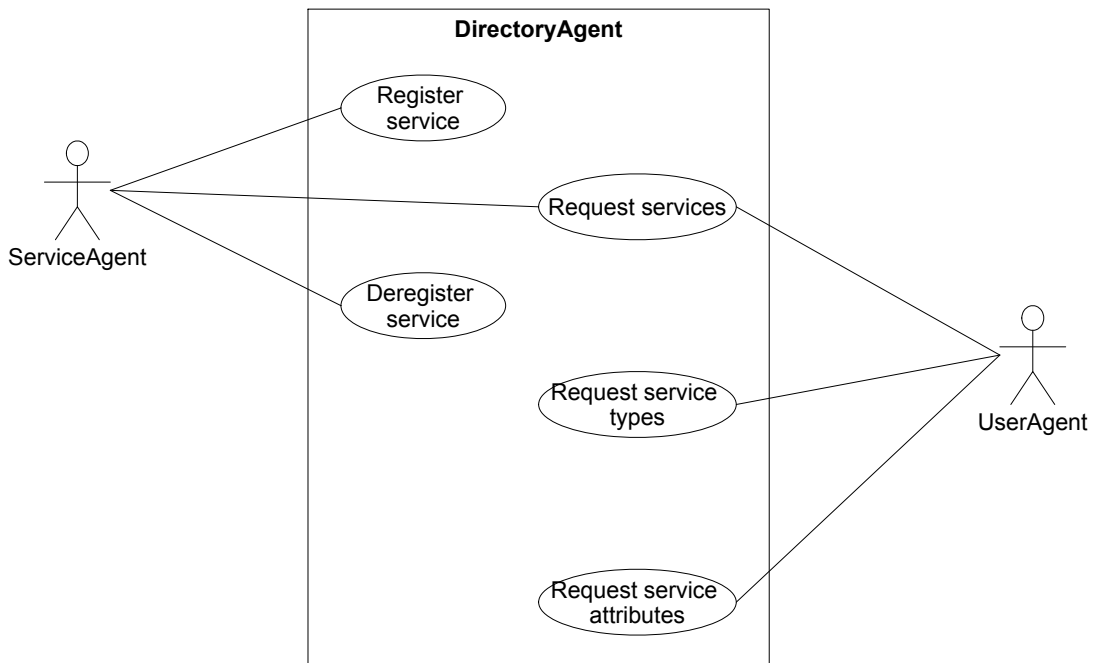 DirectoryAgent
Register
service
ServiceAgent
Request services
Deregister
service
Request service
types
UserAgent
Request service
attributes